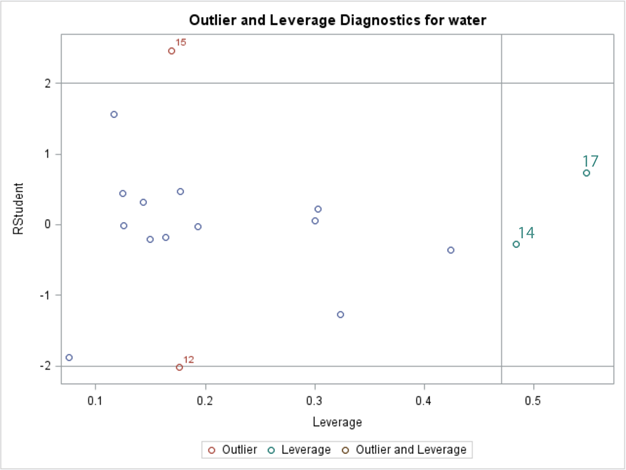 Outlier and Leverage Diagnostics for water
15
2
17
1
RStudent
0
14
-1
12
-2
0.1 0.2 0.3 0.4 0.5
Leverage
Outlier Leverage Outlier and Leverage